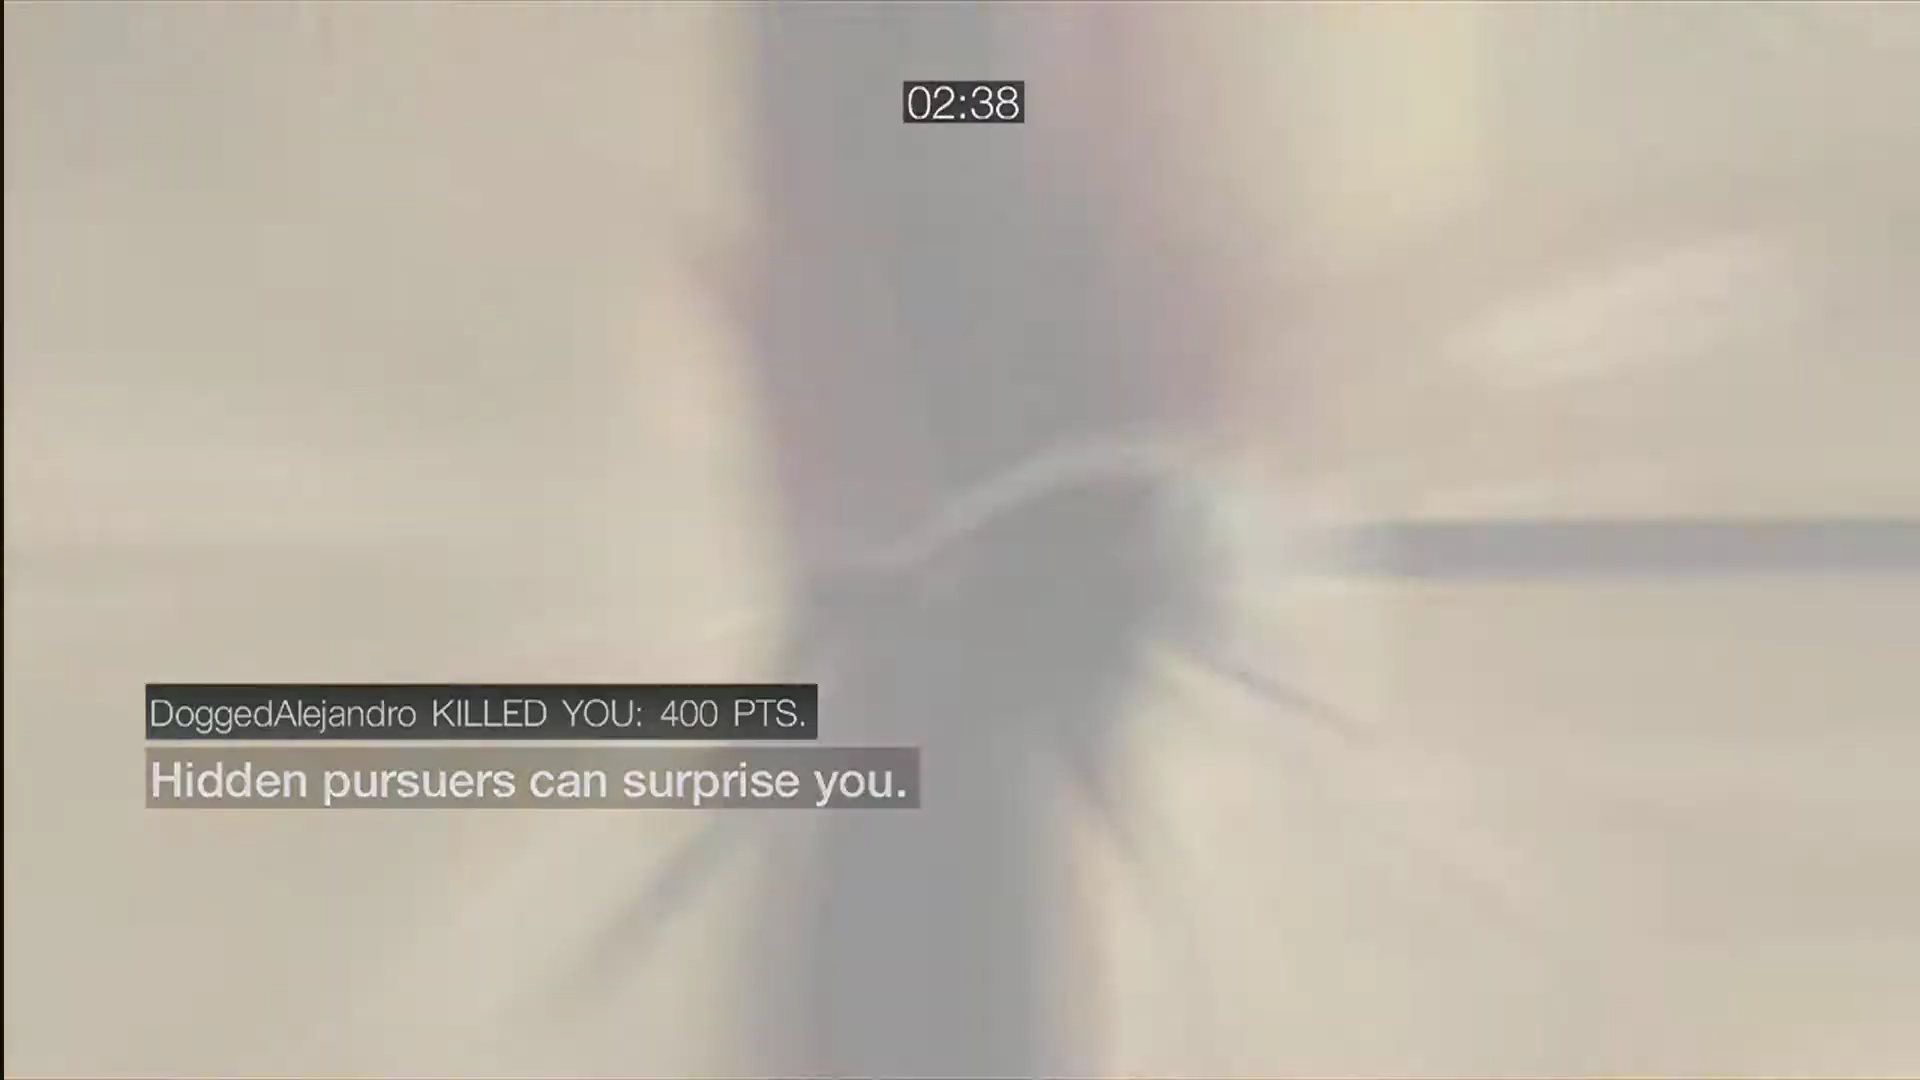 02:38
DoggedAlejandro KILLED YOU: 400 PTS.
Hidden pursuers can surprise you.